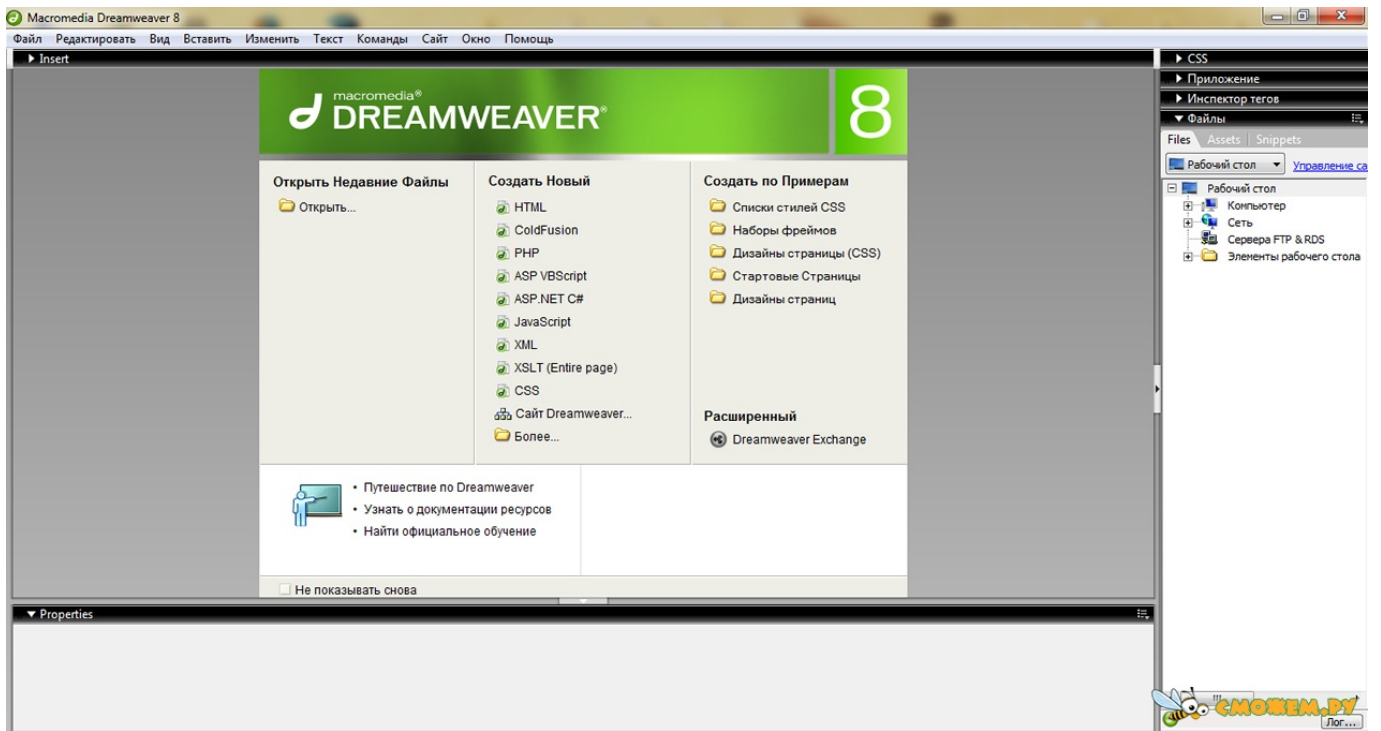 Macromedia Dreamweaver 8
Файл Редактировать Вид Вставить Изменить Текст Команды Сайт Окно Помощь
Insert
macromedia®
DREAMWEAVER®
8
Открыть Недавние Файлы
Открыть...
Создать Новый
HTML
ColdFusion
PHP
ASP VBScript
ASP.NET C#
JavaScript
XML
XSLT (Entire page)
CSS
Сайт Dreamweaver...
Более...
Создать по Примерам
Списки стилей CSS
Наборы фреймов
Дизайны страницы (CSS)
Стартовые Страницы
Дизайны страниц
Расширенный
Dreamweaver Exchange
Путешествие по Dreamweaver
Узнать о документации ресурсов
Найти официальное обучение
Не показывать снова
Properties
CSS
Приложение
Инспектор тегов
Файлы
Files Assets Snippets
Рабочий стол Управление са
Рабочий стол
Компьютер
Сеть
Сервера FTP & RDS
Элементы рабочего стола
СМОЖЕМ.РУ
Лог...